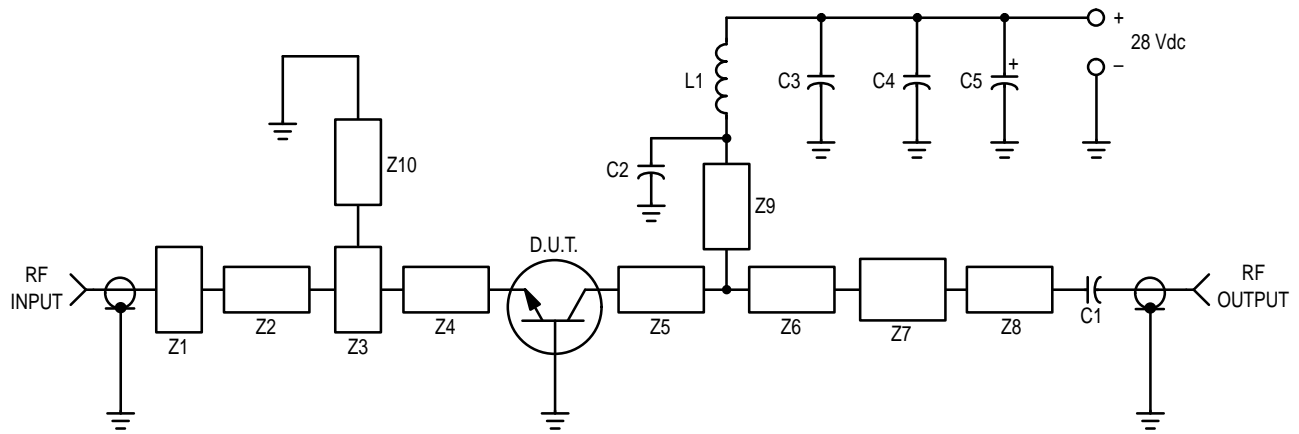 +
28 Vdc
–
L1
C3
C4
+
C5
Z10
C2
Z9
D.U.T.
RF
INPUT
RF
OUTPUT
Z1
Z2
Z3
Z4
Z5
Z6
Z7
Z8
C1